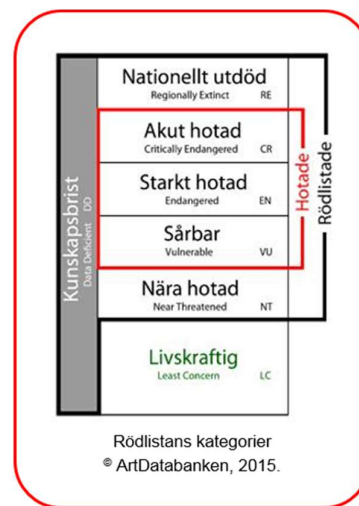 Kunskapsbrist
Data Deficient DD
Nationellt utdöd
Regionally Extinct RE
Akut hotad
Critically Endangered CR
Starkt hotad
Endangered EN
Sårbar
Vulnerable VU
Nära hotad
Near Threatened NT
Livskraftig
Least Concern LC
Hotade
Rödlistade
Rödlistans kategorier
© ArtDatabanken, 2015.